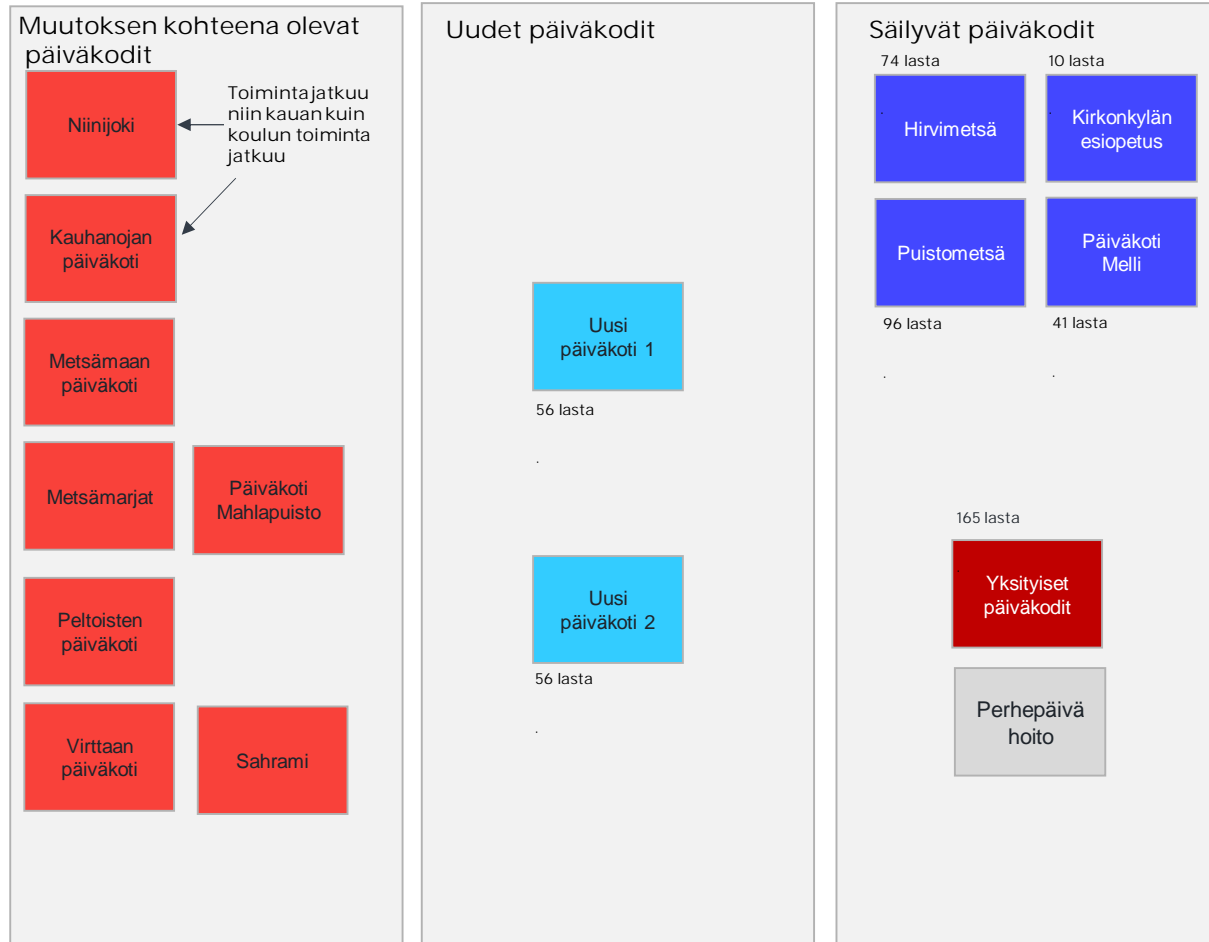 Muutoksen kohteena olevat
päiväkodit
Niinijoki
Toiminta jatkuu
niin kauan kuin
koulun toiminta
jatkuu
Kauhanojan
päiväkoti
Metsämaan
päiväkoti
Metsämarjat
Päiväkoti
Mahlapuisto
Peltoisten
päiväkoti
Virttaan
päiväkoti
Sahrami
Uudet päiväkodit
Uusi
päiväkoti 1
56 lasta
.
Uusi
päiväkoti 2
56 lasta
.
Säilyvät päiväkodit
74 lasta
10 lasta
Hirvimetsä
Kirkonkylän
esiopetus
Puistometsä
Päiväkoti
Melli
96 lasta
41 lasta
.
.
165 lasta
Yksityiset
päiväkodit
Perhepäivä
hoito